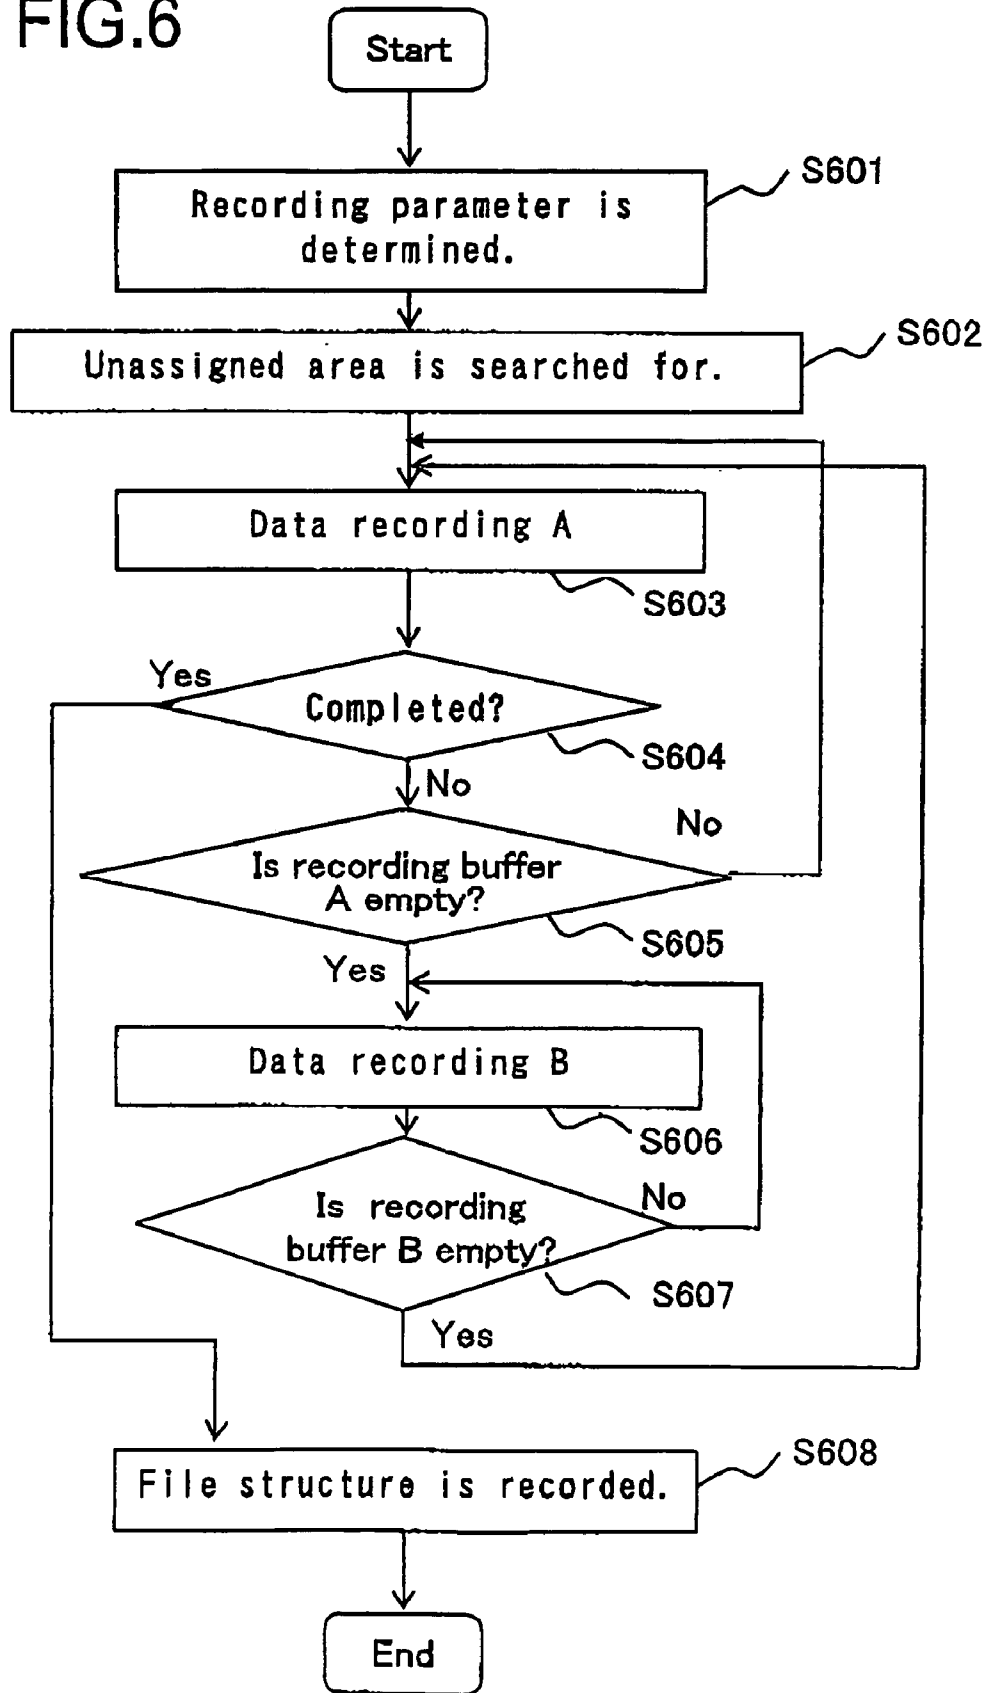 FIG.6
Start
S601
Recording parameter is
determined.
S602
Unassigned area is searched for.
Data recording A
S603
Yes
Completed?
S604
No
No
Is recording buffer
A empty?
S605
Yes
Data recording B
S606
No
Is recording
buffer B empty?
S607
Yes
S608
File structure is recorded.
End